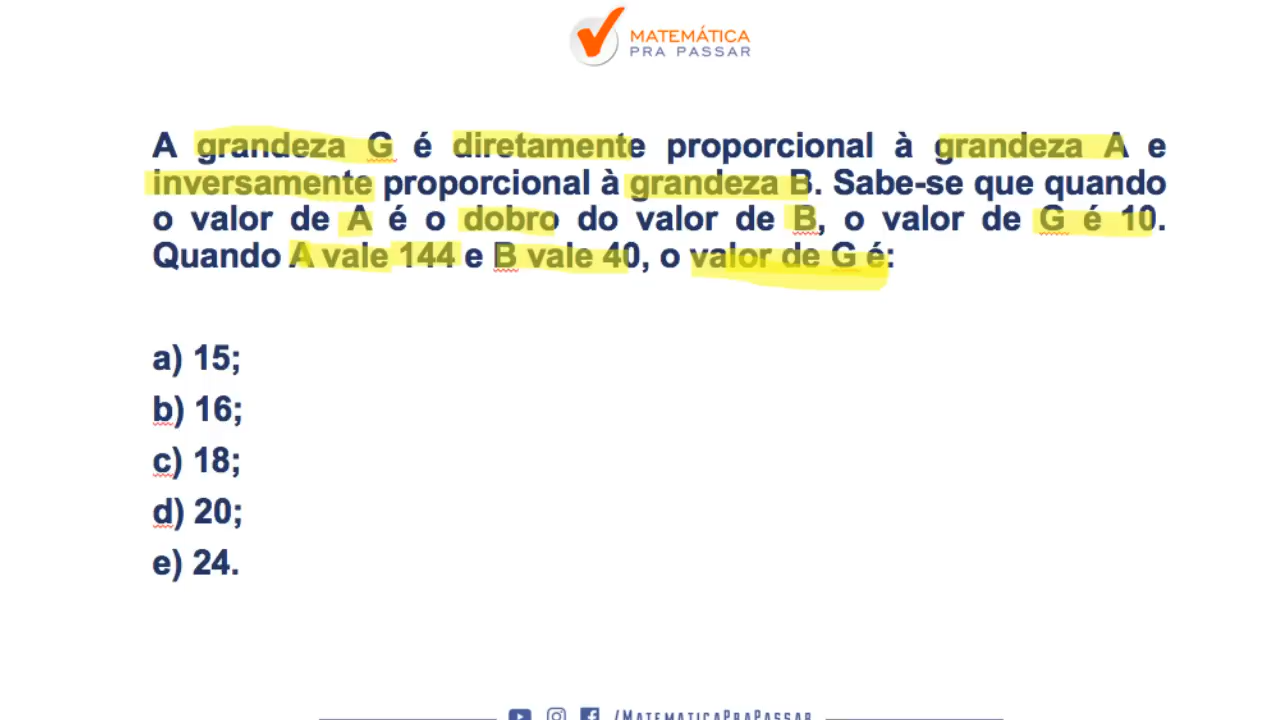 MATEMÁTICA
PRA PASSAR
A grandeza G é diretamente proporcional à grandeza A e
inversamente proporcional à grandeza B. Sabe-se que quando
o valor de A é o dobro do valor de B, o valor de G é 10.
Quando A vale 144 e B vale 40, o valor de G é:
a) 15;
b) 16;
c) 18;
d) 20;
e) 24.
/MATEMATICAPRAPASSAR